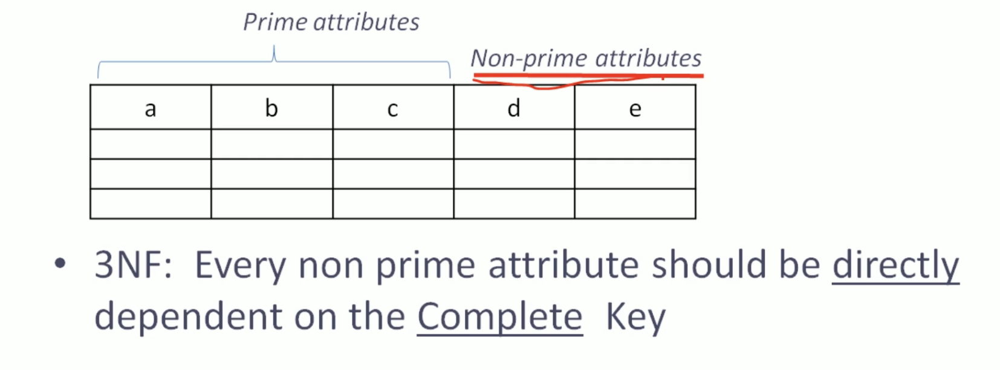 Prime attributes
Non-prime attributes
a b c d e
• 3NF: Every non prime attribute should be directly
dependent on the Complete Key